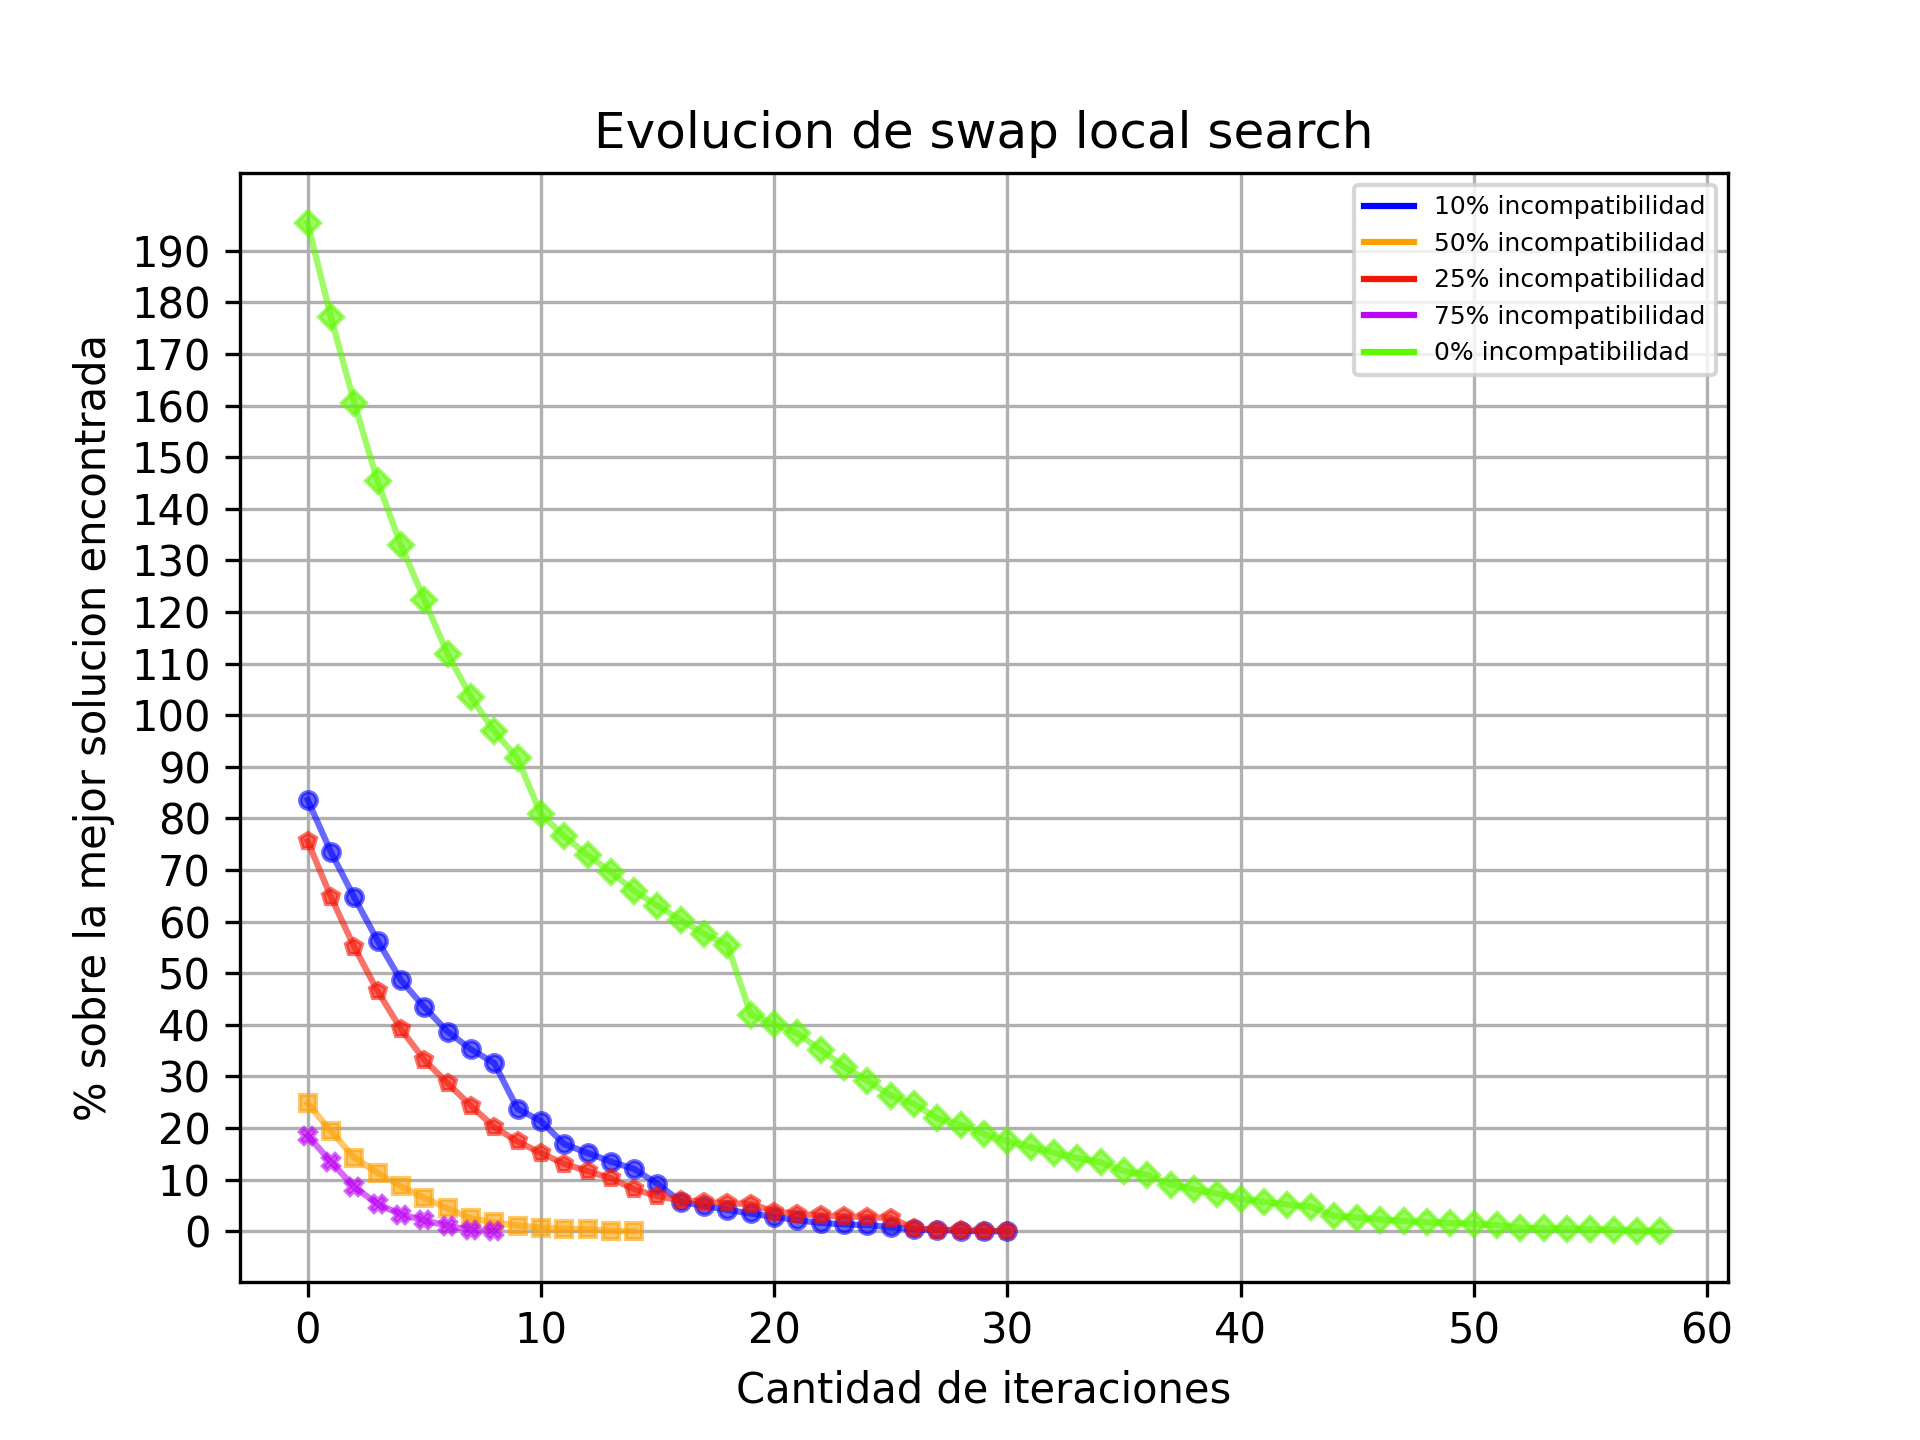 Evolucion de swap local search
10% incompatibilidad
50% incompatibilidad
25% incompatibilidad
75% incompatibilidad
0% incompatibilidad
% sobre la mejor solucion encontrada
190
180
170
160
150
140
130
120
110
100
90
80
70
60
50
40
30
20
10
0
0 10 20 30 40 50 60
Cantidad de iteraciones